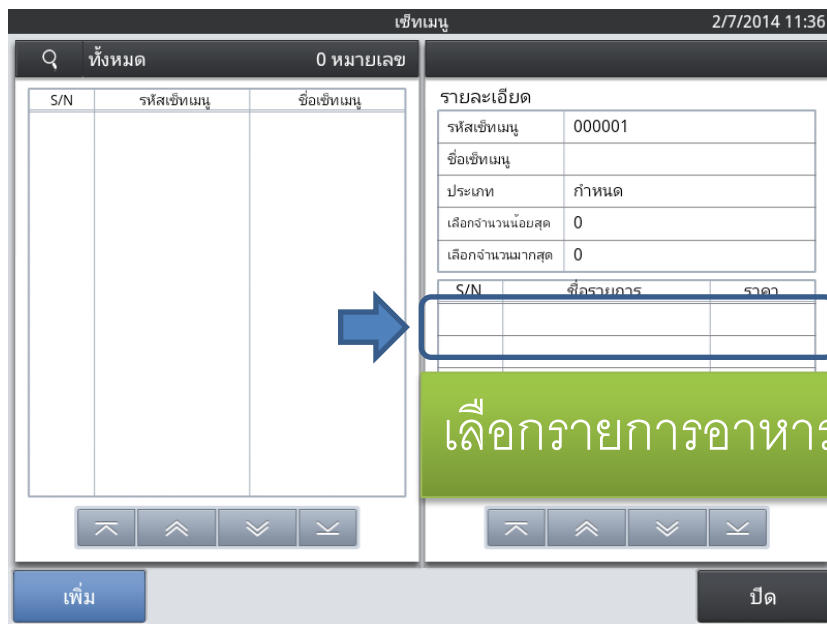 เซ็ทเมนู 2/7/2014 11:36
ทั้งหมด 0 หมายเลข
S/N รหัสเซ็ทเมนู ชื่อเซ็ทเมนู
รายละเอียด
รหัสเซ็ทเมนู 000001
ชื่อเซ็ทเมนู
ประเภท กำหนด
เลือกจำนวนน้อยสุด 0
เลือกจำนวนมากสุด 0
S/N ชื่อรายการ ราคา
เลือกรายการอาหาร
เพิ่ม ปิด